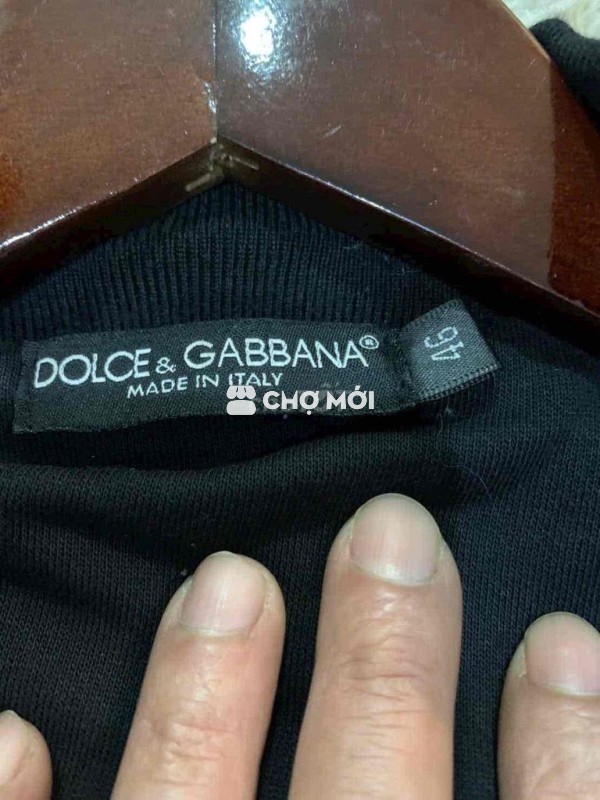 DOLCE & GABBANA®
MADE IN ITALY
46
CHỢ MỚI